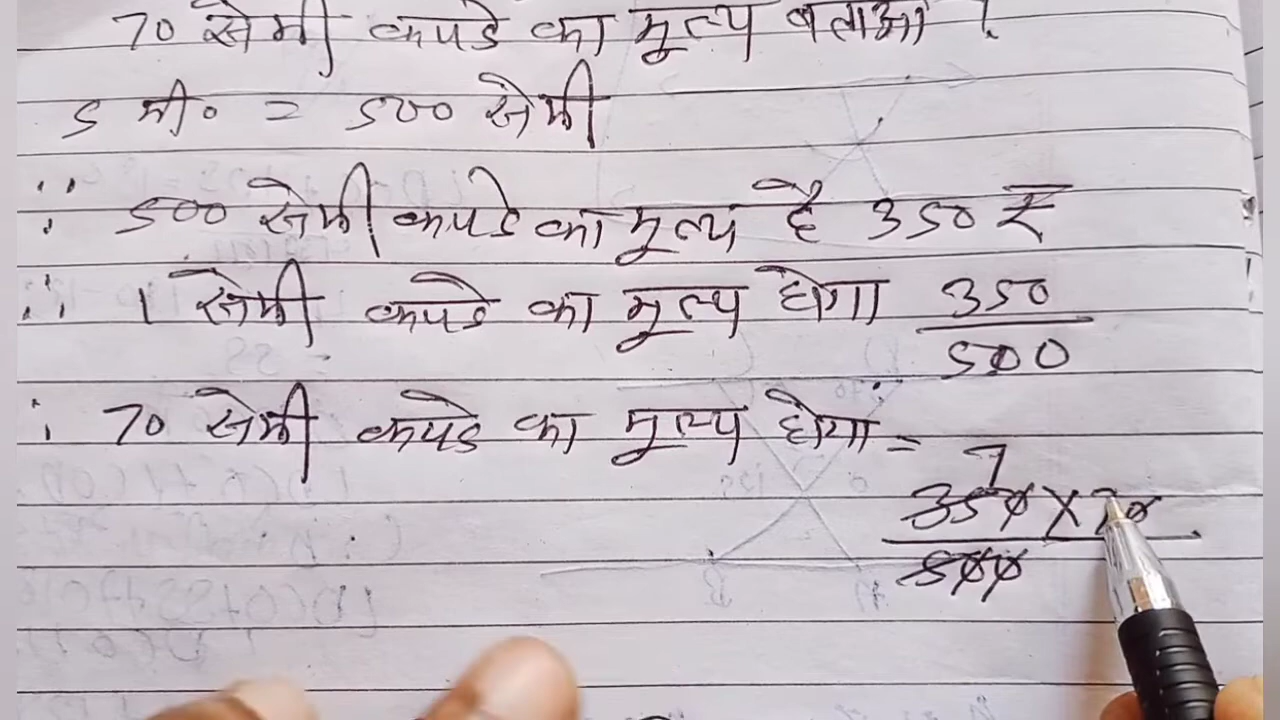 70 सेमी कपडे का मूल्य बताओ ।
5 मी० = 500 सेमी
∵ 500 सेमी कपडे का मूल्य है 350 ₹
∴ 1 सेमी कपडे का मूल्य होगा 350
500
∴ 70 सेमी कपडे का मूल्य होगा =
7
350 × 70
500